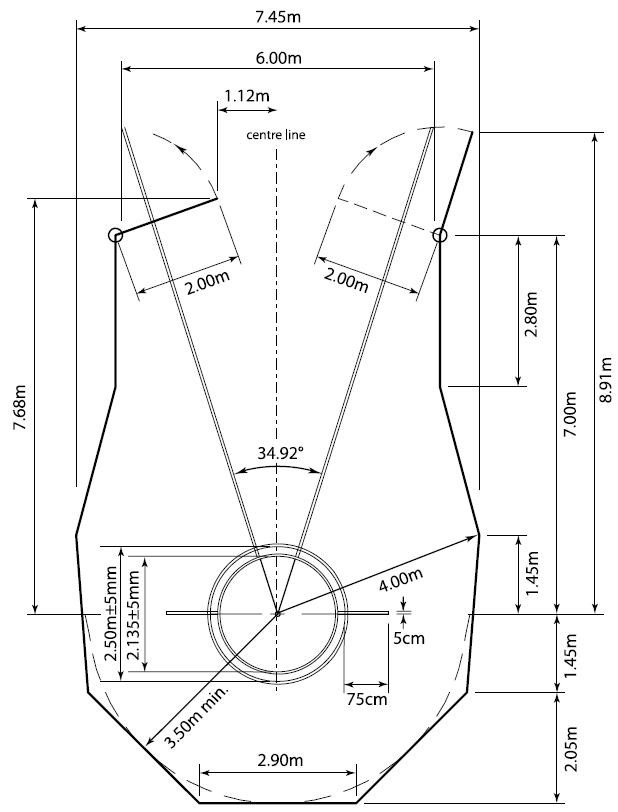 7.45m
6.00m
1.12m
centre line
2.00m
2.00m
2.80m
7.68m
8.91m
7.00m
34.92°
1.45m
4.00m
2.50m±5mm
2.135±5mm
5cm
1.45m
75cm
3.50m min.
2.05m
2.90m